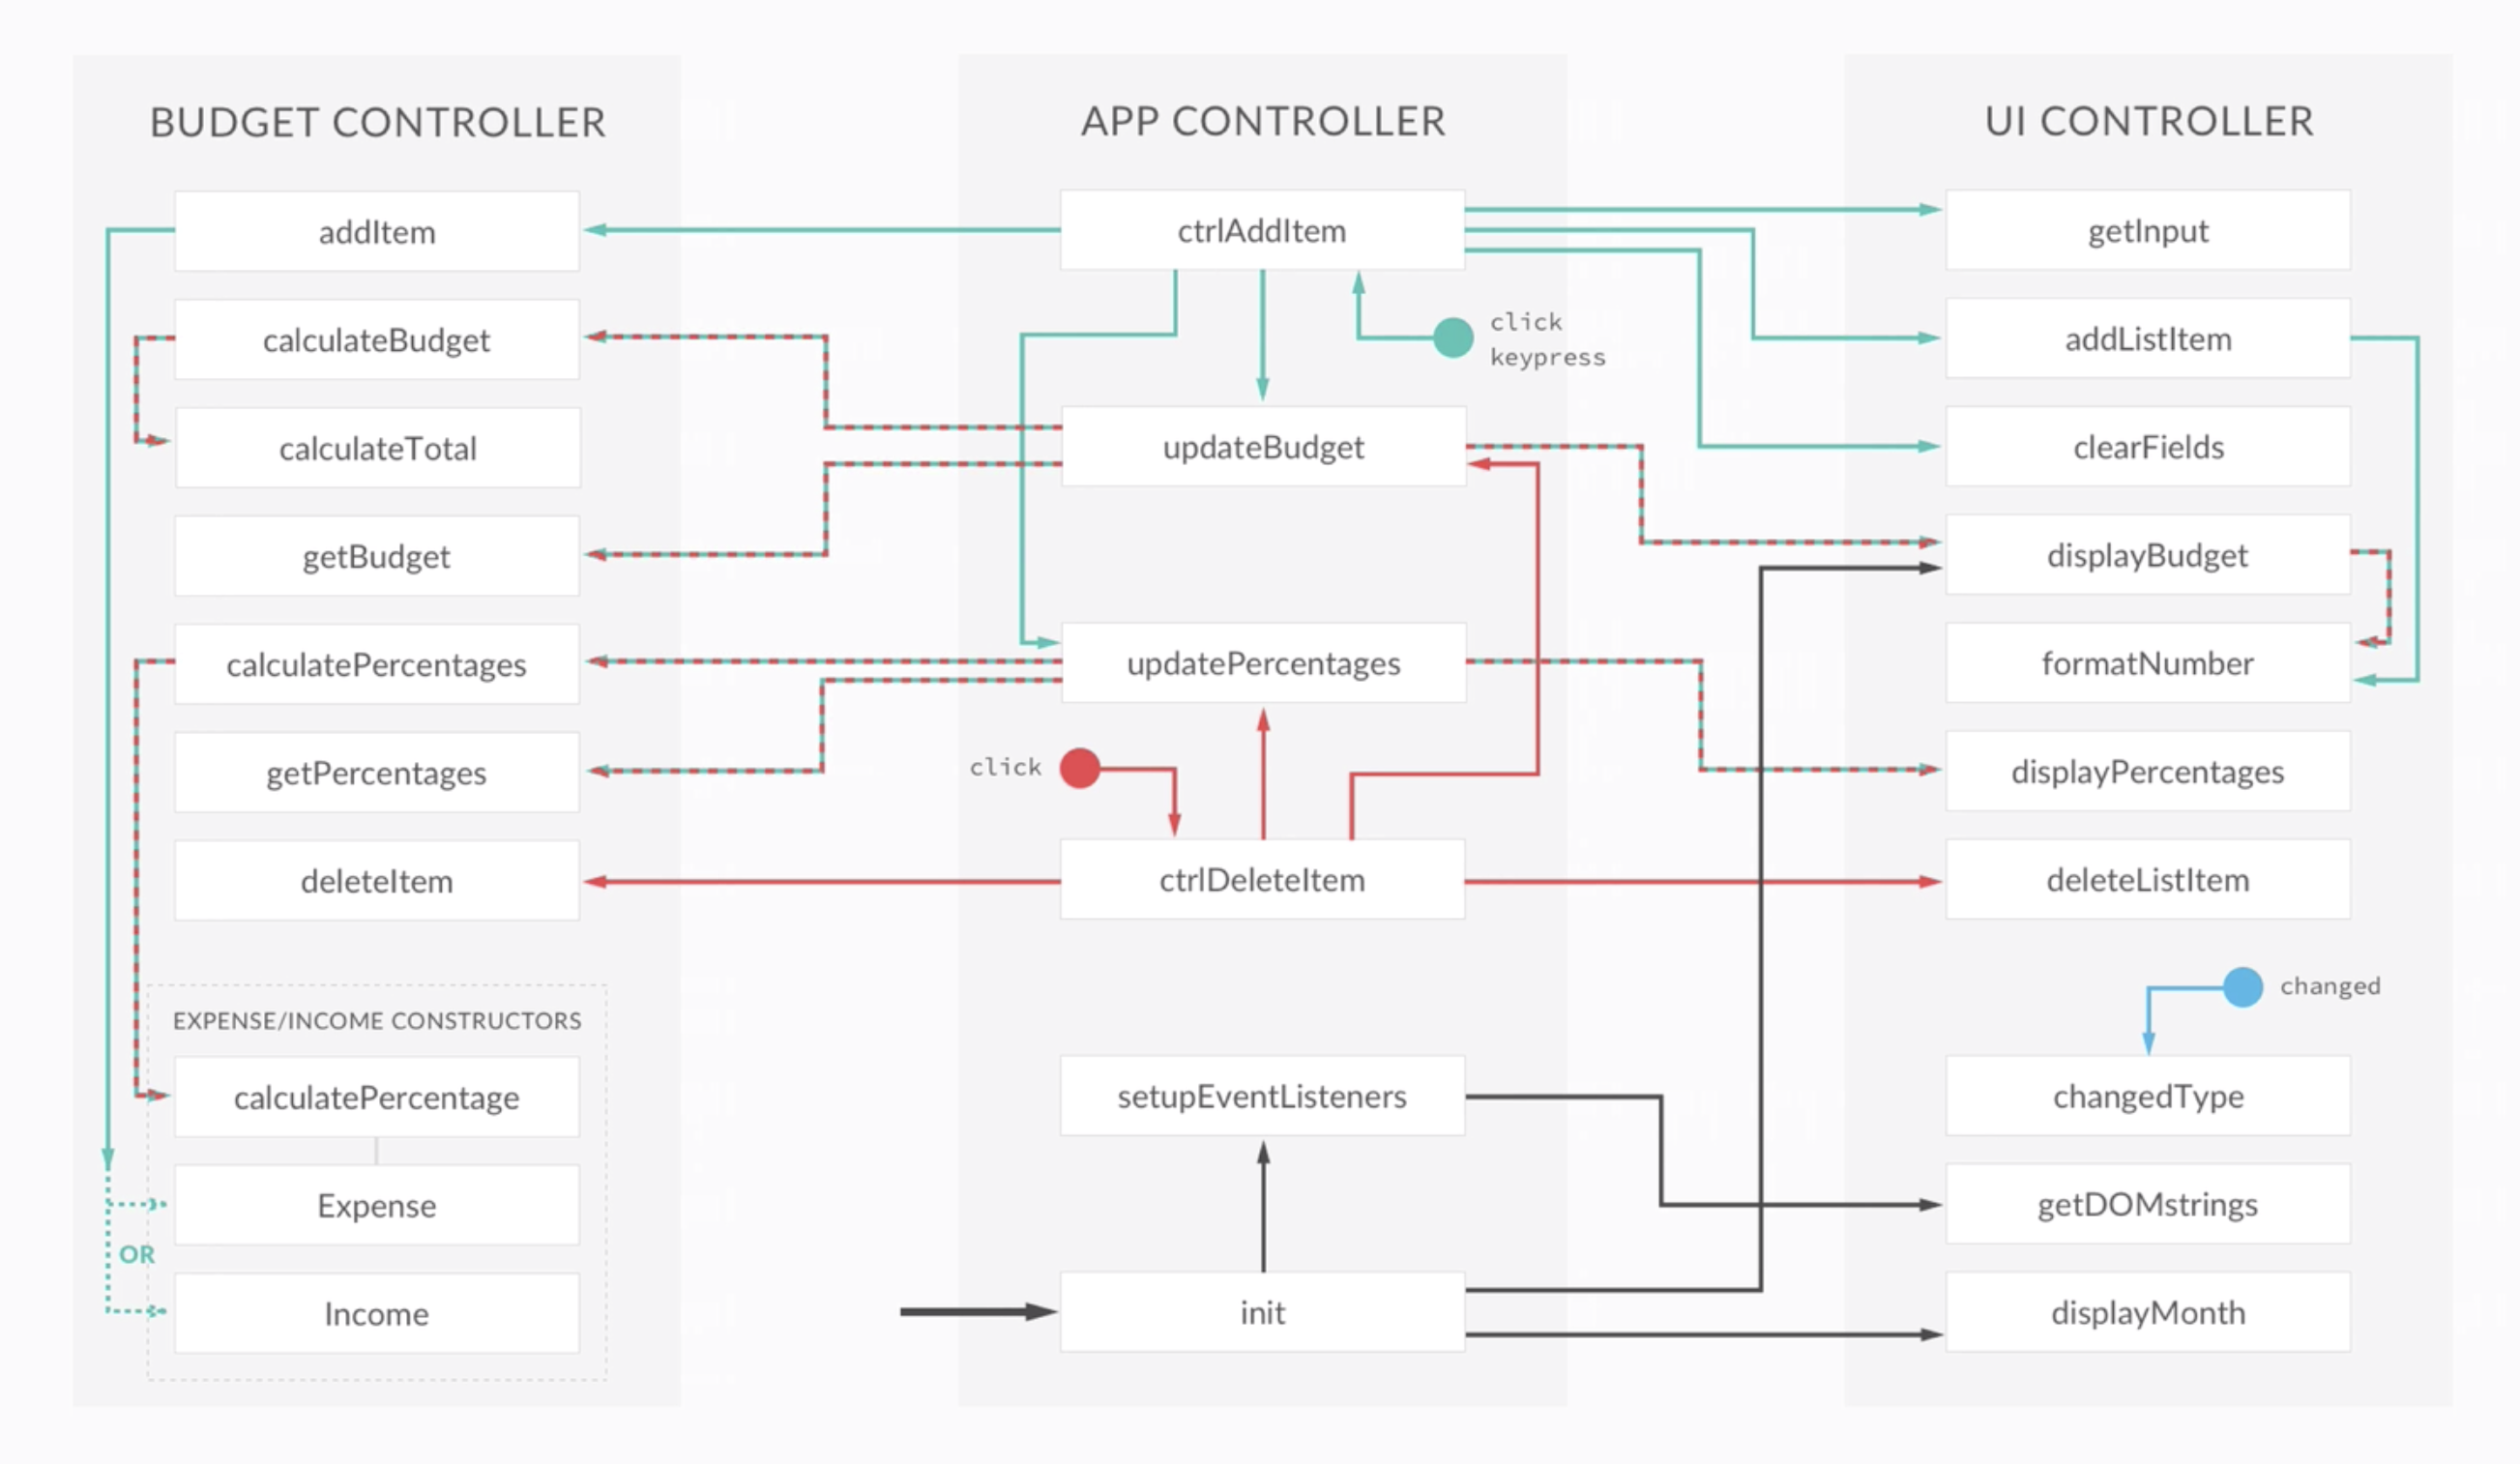 BUDGET CONTROLLER
addItem
calculateBudget
calculateTotal
getBudget
calculatePercentages
getPercentages
deleteItem
EXPENSE/INCOME CONSTRUCTORS
calculatePercentage
Expense
OR
Income
APP CONTROLLER
ctrlAddItem
click
keypress
updateBudget
updatePercentages
click
ctrlDeleteItem
setupEventListeners
init
UI CONTROLLER
getInput
addListItem
clearFields
displayBudget
formatNumber
displayPercentages
deleteListItem
changed
changedType
getDOMstrings
displayMonth